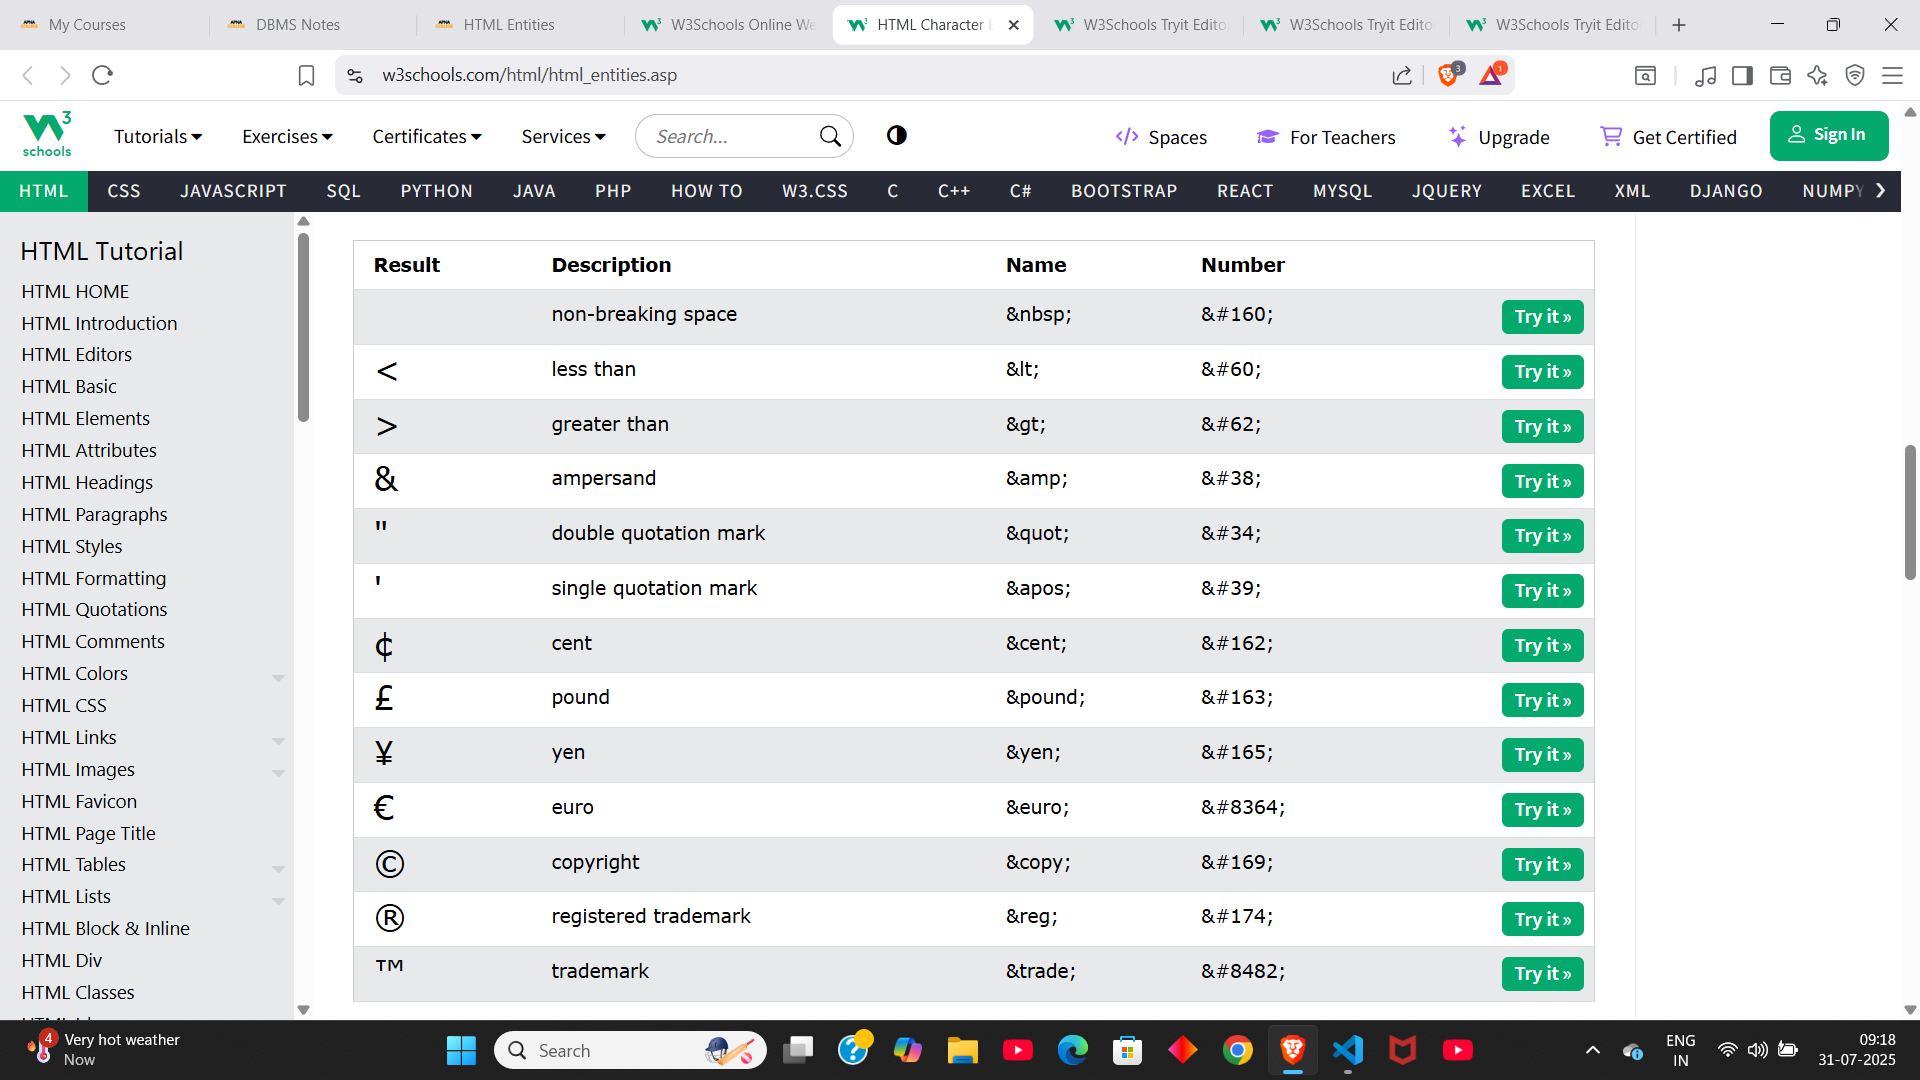 My Courses
DBMS Notes
HTML Entities
W3Schools Online We
HTML Character E
W3Schools Tryit Edito
W3Schools Tryit Edito
W3Schools Tryit Edito
w3schools.com/html/html_entities.asp
3
1
3
schools
Tutorials
Exercises
Certificates
Services
Search...
Spaces
For Teachers
Upgrade
Get Certified
Sign In
HTML CSS JAVASCRIPT SQL PYTHON JAVA PHP HOW TO W3.CSS C C++ C# BOOTSTRAP REACT MYSQL JQUERY EXCEL XML DJANGO NUMPY
HTML Tutorial
HTML HOME
HTML Introduction
HTML Editors
HTML Basic
HTML Elements
HTML Attributes
HTML Headings
HTML Paragraphs
HTML Styles
HTML Formatting
HTML Quotations
HTML Comments
HTML Colors
HTML CSS
HTML Links
HTML Images
HTML Favicon
HTML Page Title
HTML Tables
HTML Lists
HTML Block & Inline
HTML Div
HTML Classes
Result Description Name Number
non-breaking space &nbsp; &#160; Try it »
< less than &lt; &#60; Try it »
> greater than &gt; &#62; Try it »
& ampersand &amp; &#38; Try it »
" double quotation mark &quot; &#34; Try it »
' single quotation mark &apos; &#39; Try it »
¢ cent &cent; &#162; Try it »
£ pound &pound; &#163; Try it »
¥ yen &yen; &#165; Try it »
€ euro &euro; &#8364; Try it »
© copyright &copy; &#169; Try it »
® registered trademark &reg; &#174; Try it »
™ trademark &trade; &#8482; Try it »
4
Very hot weather
Now
Search
ENG
IN
09:18
31-07-2025